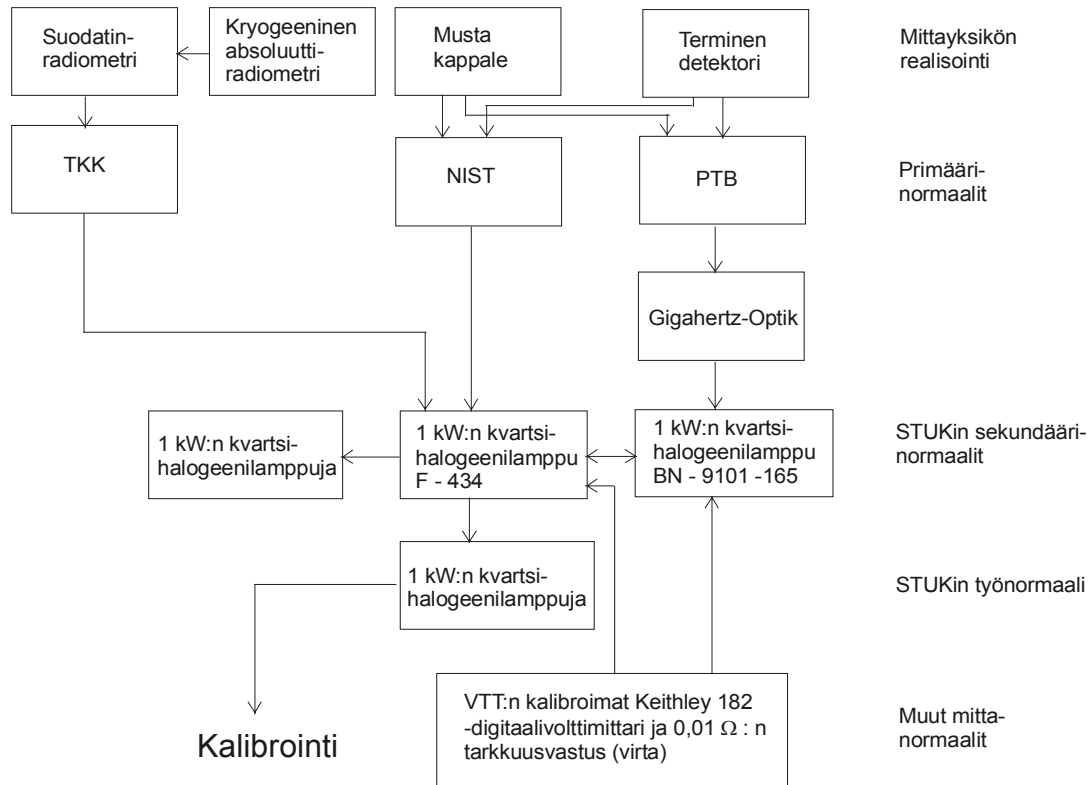 Suodatin-
radiometri
Kryogeeninen
absoluutti-
radiometri
Musta
kappale
Terminen
detektori
Mittayksikön
realisointi
TKK
NIST
PTB
Primääri-
normaalit
Gigahertz-Optik
1 kW:n kvartsi-
halogeenilamppuja
1 kW:n kvartsi-
halogeenilamppu
F - 434
1 kW:n kvartsi-
halogeenilamppu
BN - 9101 -165
STUKin sekundääri-
normaalit
1 kW:n kvartsi-
halogeenilamppuja
STUKin työnormaali
Kalibrointi
VTT:n kalibroimat Keithley 182
-digitaalivolttimittari ja 0,01 Ω : n
tarkkuusvastus (virta)
Muut mitta-
normaalit